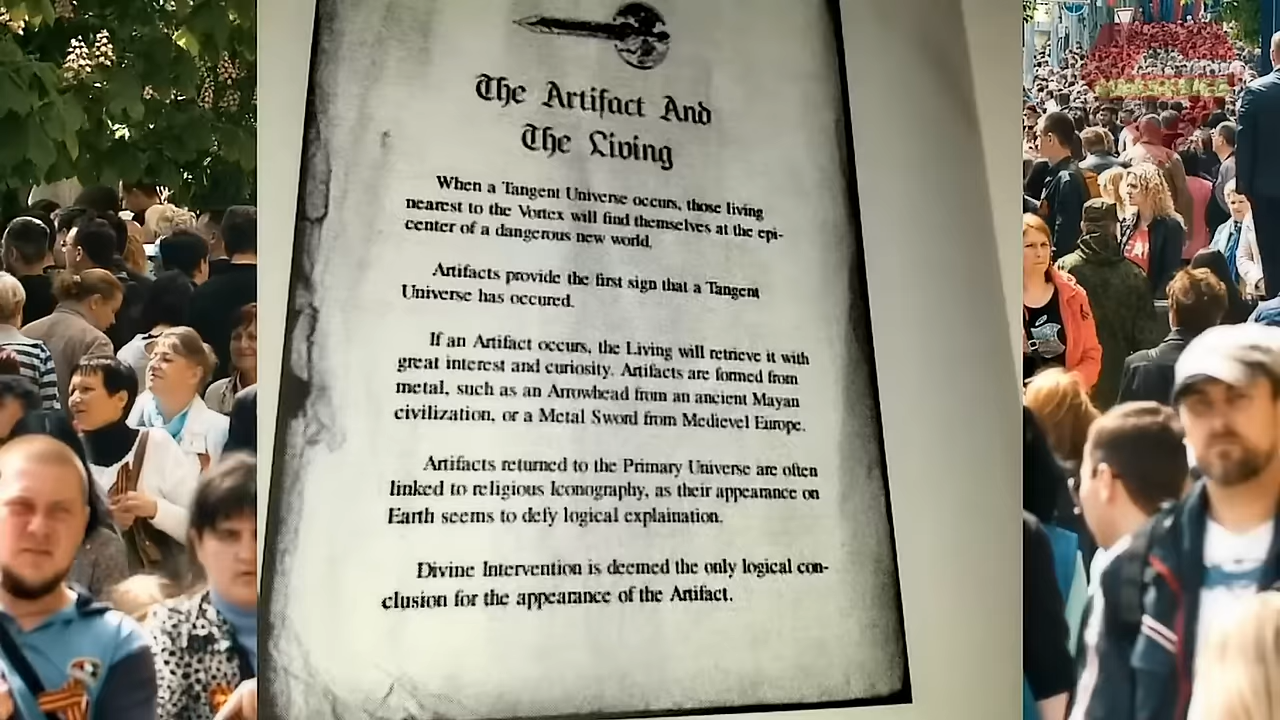 The Artifact And
The Living
When a Tangent Universe occurs, those living
nearest to the Vortex will find themselves at the epi-
center of a dangerous new world.
Artifacts provide the first sign that a Tangent
Universe has occured.
If an Artifact occurs, the Living will retrieve it with
great interest and curiosity. Artifacts are formed from
metal, such as an Arrowhead from an ancient Mayan
civilization, or a Metal Sword from Medievel Europe.
Artifacts returned to the Primary Universe are often
linked to religious Iconography, as their appearance on
Earth seems to defy logical explaination.
Divine Intervention is deemed the only logical con-
clusion for the appearance of the Artifact.